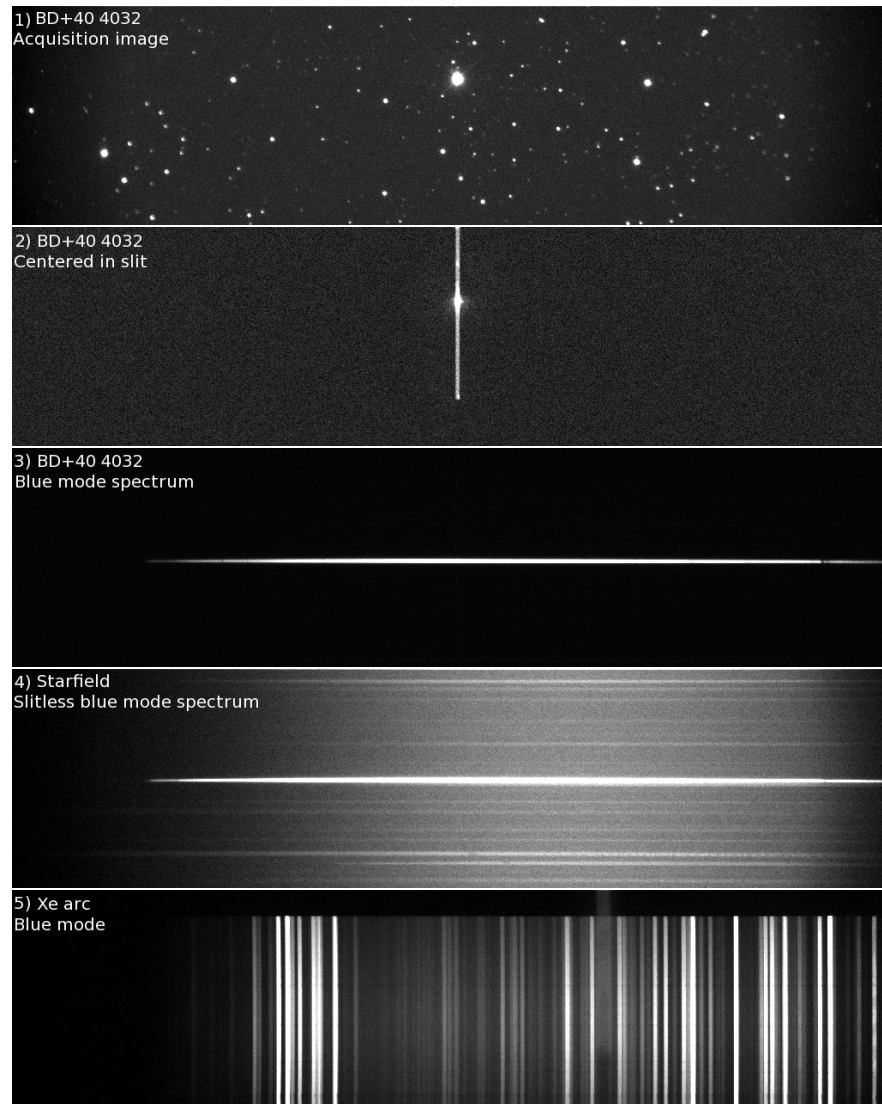 1) BD+40 4032
Acquisition image
2) BD+40 4032
Centered in slit
3) BD+40 4032
Blue mode spectrum
4) Starfield
Slitless blue mode spectrum
5) Xe arc
Blue mode